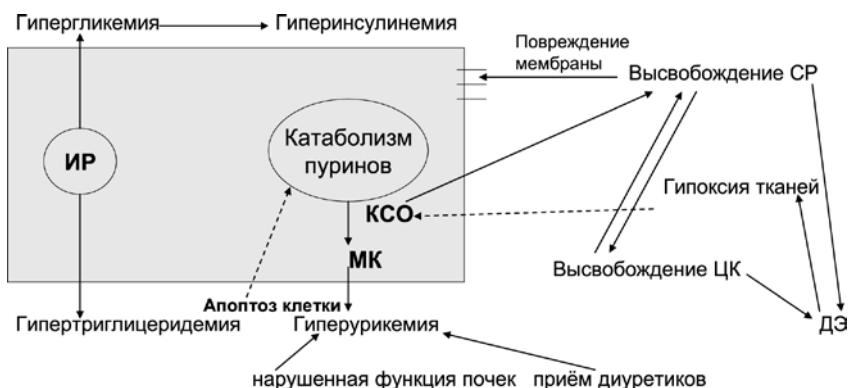 Гипергликемия
Гиперинсулинемия
Повреждение
мембраны
Высвобождение СР
Катаболизм
пуринов
ИР
Гипоксия тканей
КСО
МК
Высвобождение ЦК
Апоптоз клетки
Гипертриглицеридемия
Гиперурикемия
ДЭ
нарушенная функция почек
приём диуретиков